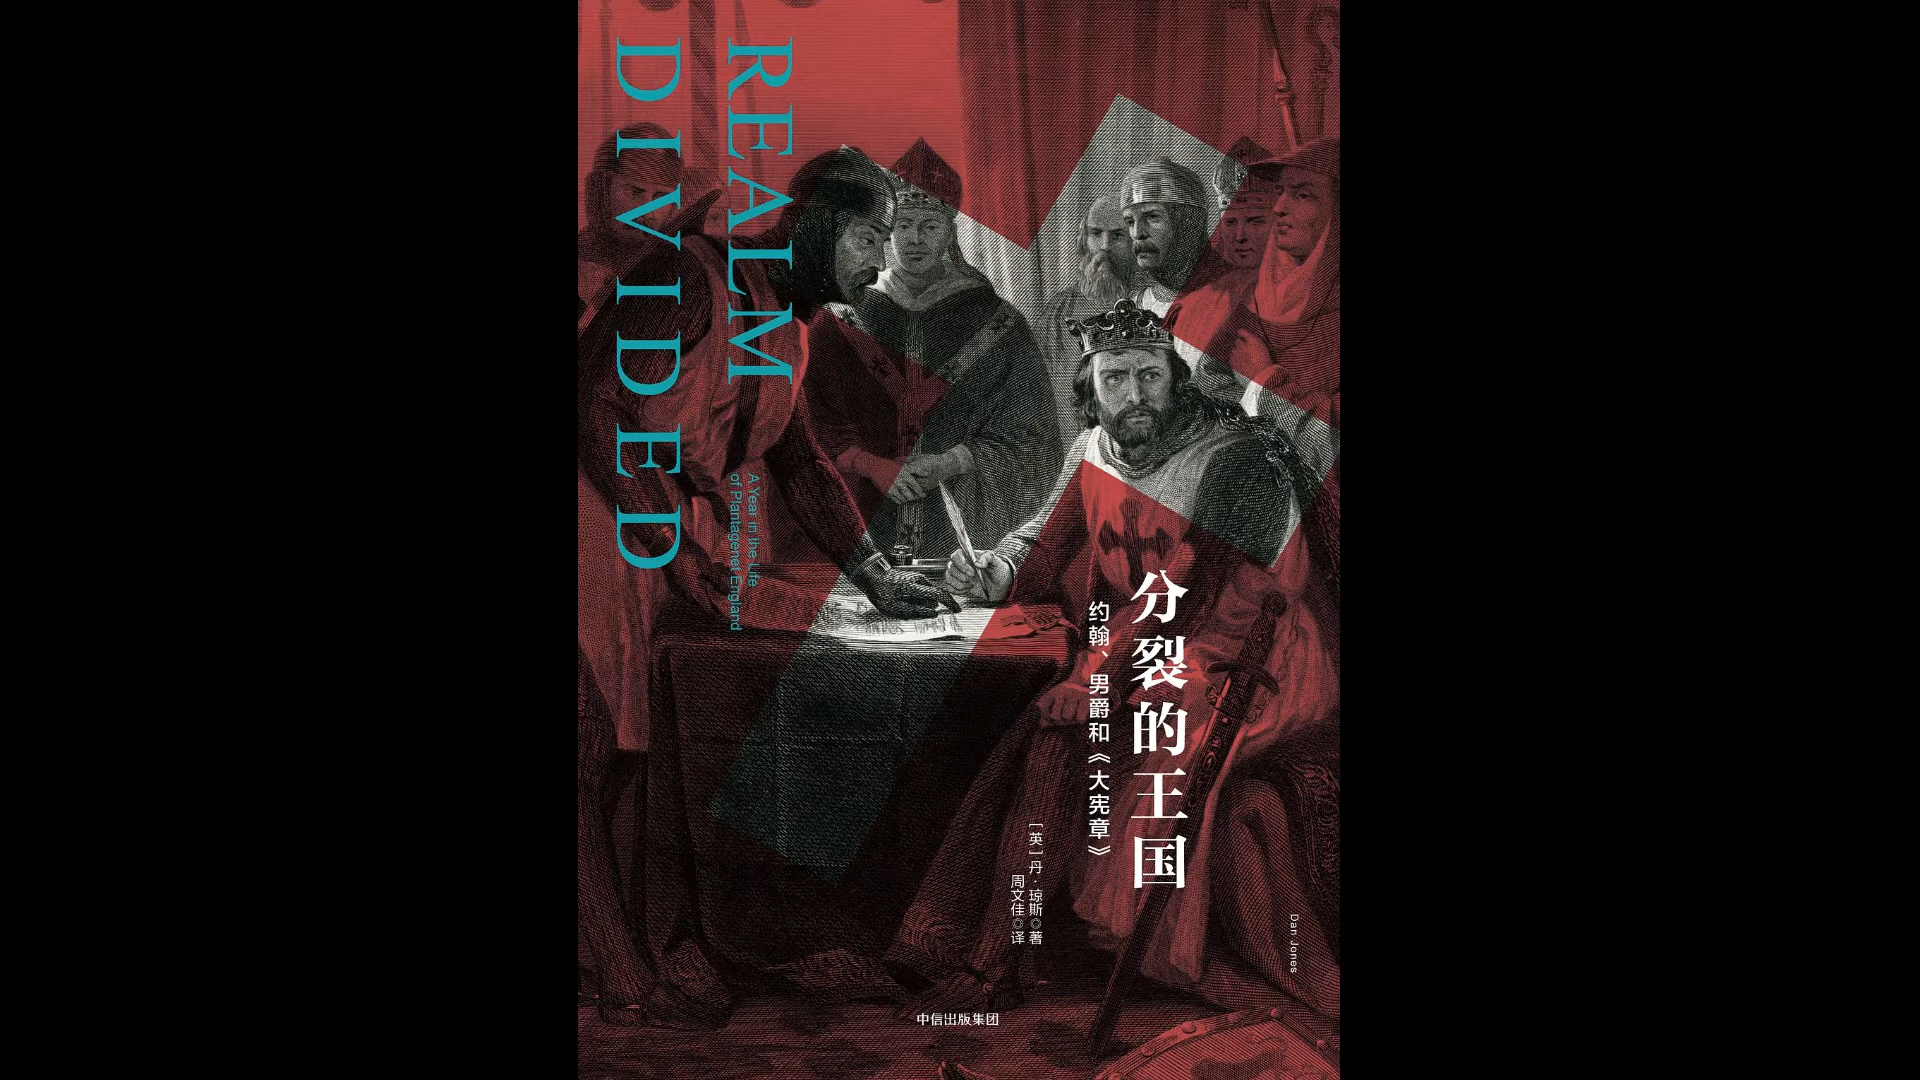 REALM
DIVIDED
A Year in the Life
of Plantagenet England
分裂的王国
约翰、男爵和《大宪章》
[英]丹·琼斯◎著
周文佳◎译
Dan Jones
中信出版集团